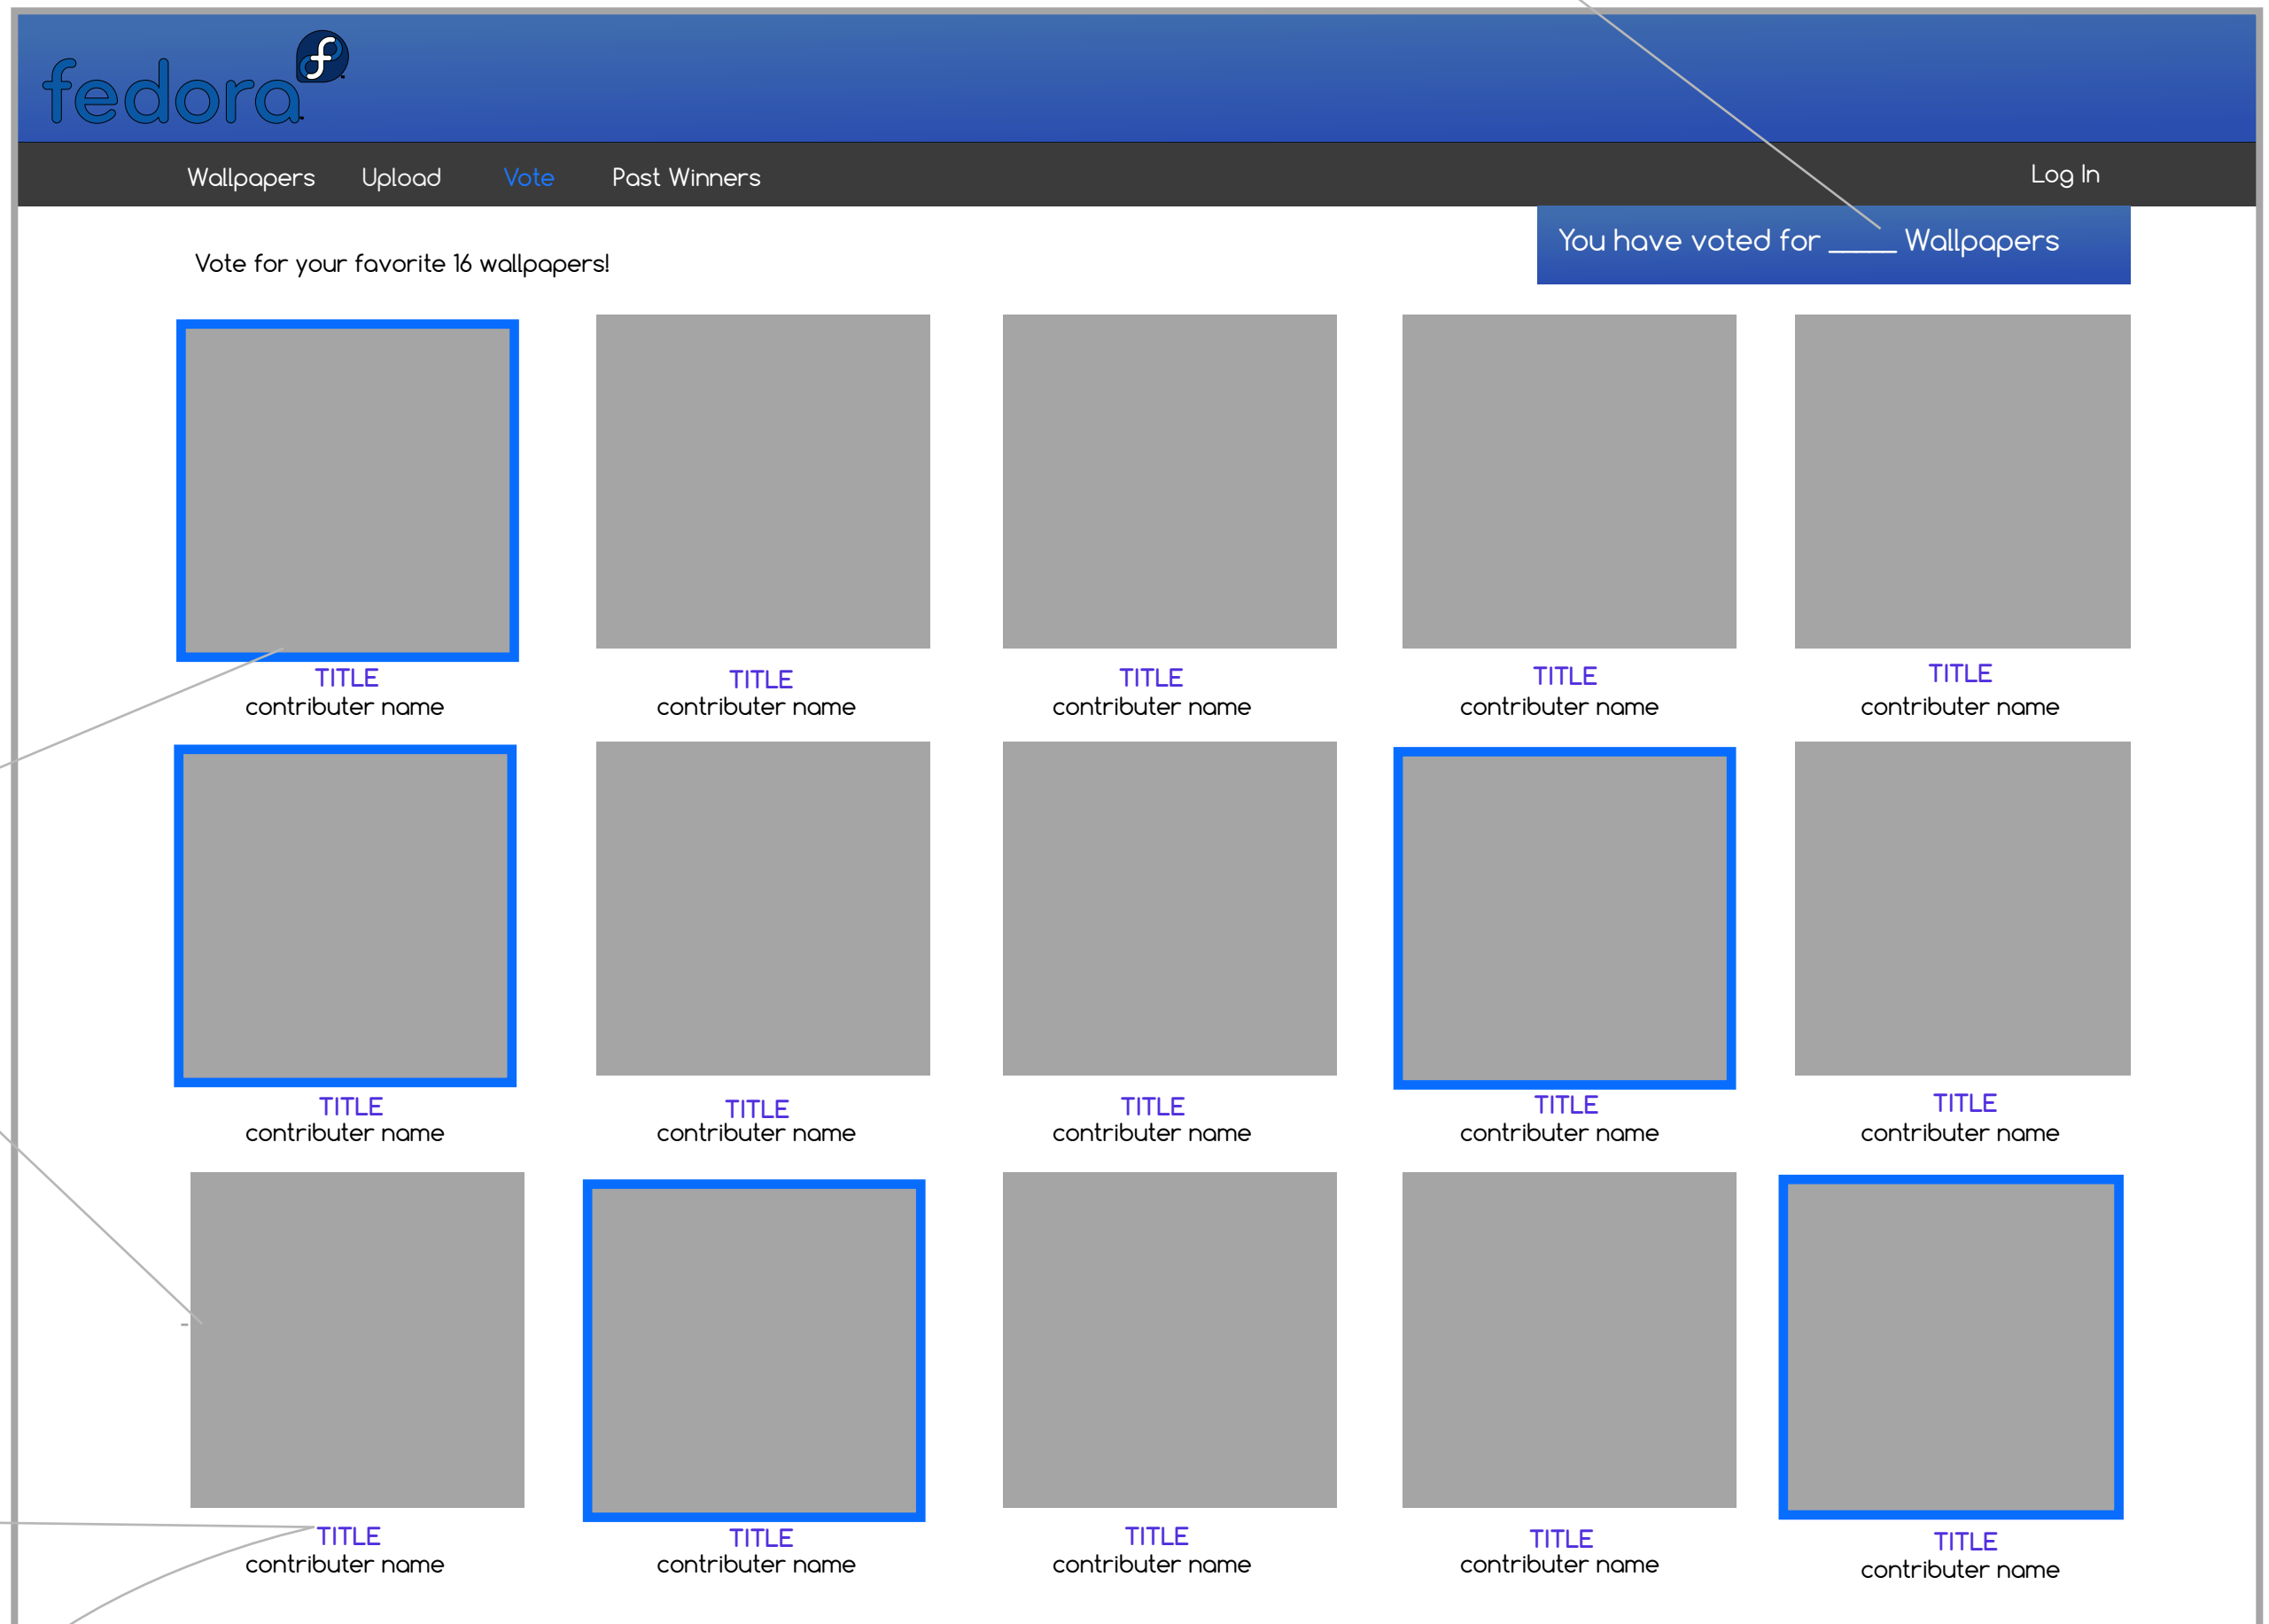 fedora
Wallpapers Upload Vote Past Winners Log In
You have voted for _____ Wallpapers
Vote for your favorite 16 wallpapers!
TITLE TITLE TITLE TITLE TITLE
contributer name contributer name contributer name contributer name contributer name
TITLE TITLE TITLE TITLE TITLE
contributer name contributer name contributer name contributer name contributer name
TITLE TITLE TITLE TITLE TITLE
contributer name contributer name contributer name contributer name contributer name